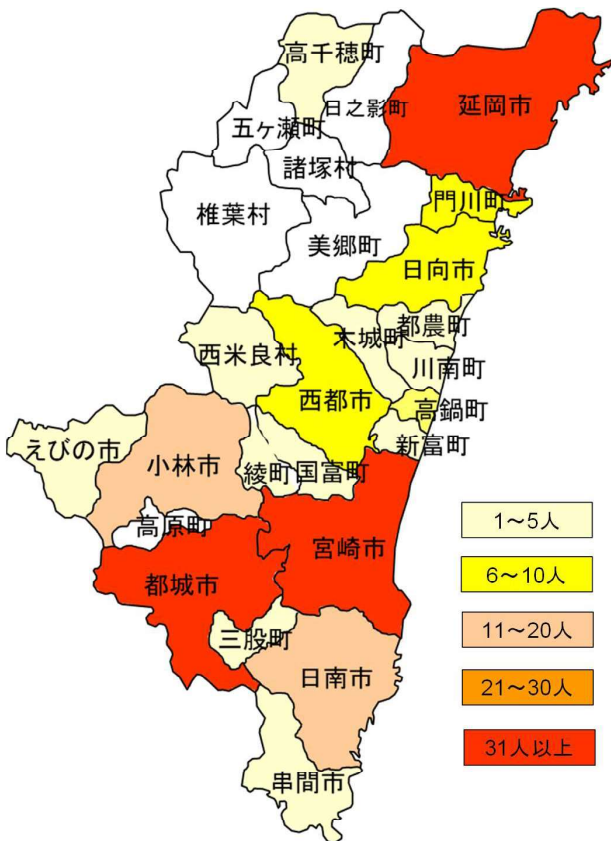 高千穂町
日之影町
延岡市
五ヶ瀬町
諸塚村
門川町
椎葉村
美郷町
日向市
都農町
木城町
西米良村
川南町
西都市
高鍋町
えびの市
小林市
綾町
国富町
新富町
高原町
宮崎市
都城市
三股町
日南市
串間市
1～5人
6～10人
11～20人
21～30人
31人以上